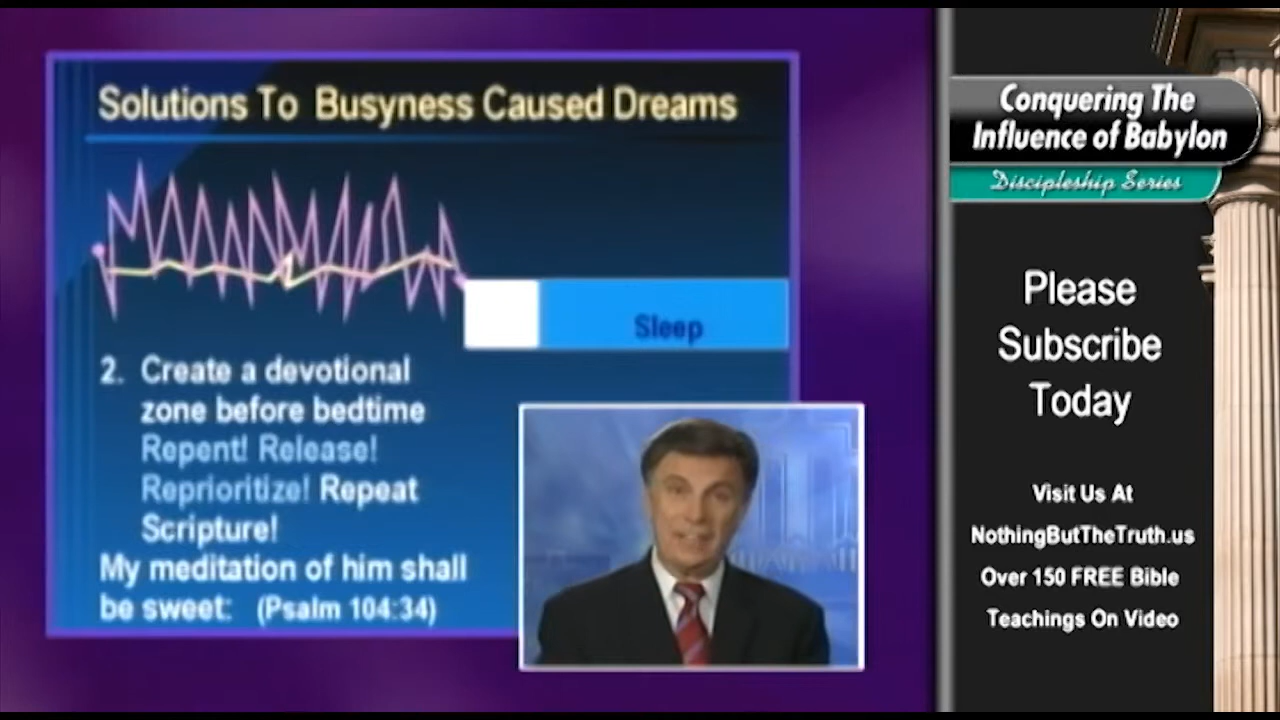 Solutions To Busyness Caused Dreams
Sleep
2. Create a devotional
zone before bedtime
Repent! Release!
Reprioritize! Repeat
Scripture!
My meditation of him shall
be sweet: (Psalm 104:34)
Conquering The
Influence of Babylon
Discipleship Series
Please
Subscribe
Today
Visit Us At
NothingButTheTruth.us
Over 150 FREE Bible
Teachings On Video